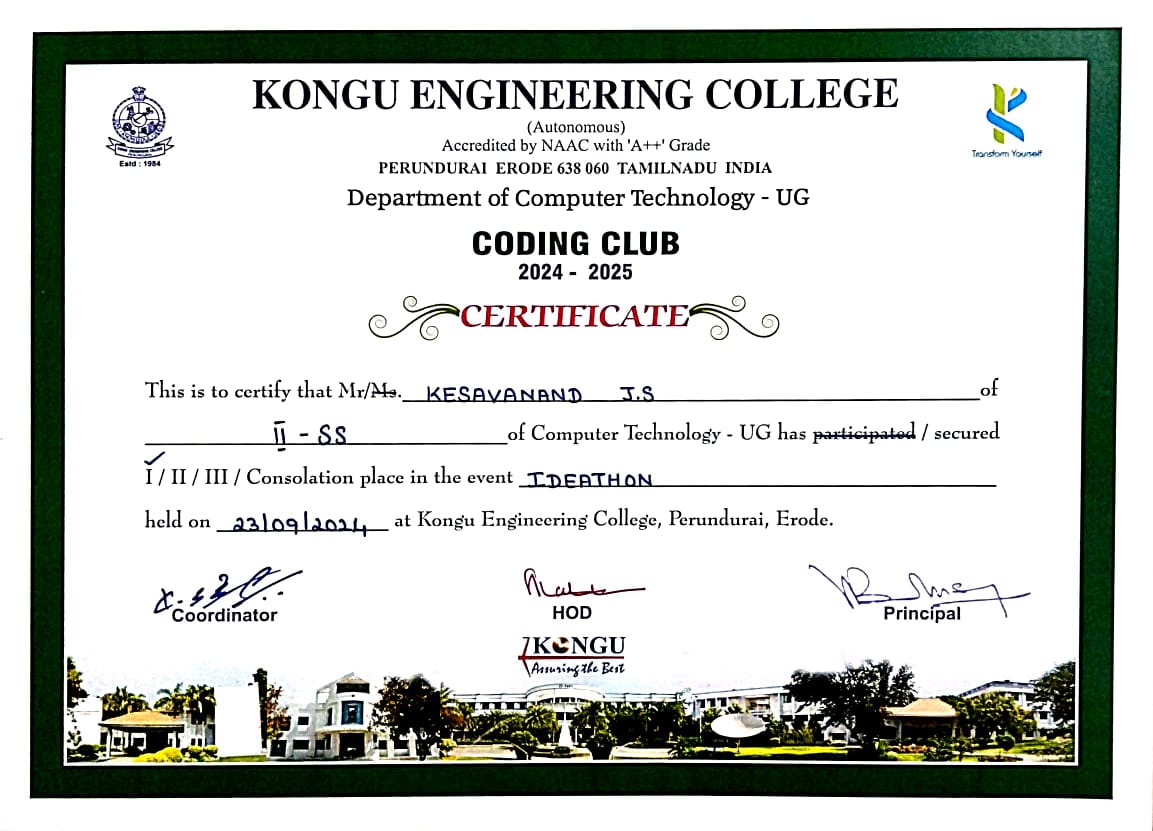 KONGU ENGINEERING COLLEGE
(Autonomous)
Accredited by NAAC with 'A++' Grade
PERUNDURAI ERODE 638 060 TAMILNADU INDIA
Estd : 1984
Transform Yourself
Department of Computer Technology - UG
CODING CLUB
2024 - 2025
CERTIFICATE
This is to certify that Mr/Ms. KESAVANAND J.S of
II - SS of Computer Technology - UG has participated / secured
I / II / III / Consolation place in the event IDEATHON
held on 23/09/2024 at Kongu Engineering College, Perundurai, Erode.
Coordinator
HOD
Principal
KONGU
Assuring the Best